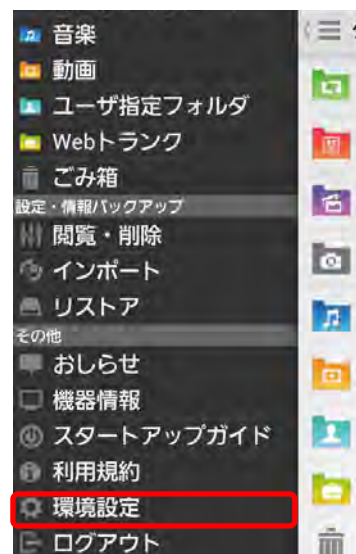 音楽
動画
ユーザ指定フォルダ
Webトランク
ごみ箱
設定・情報バックアップ
閲覧・削除
インポート
リストア
その他
おしらせ
機器情報
スタートアップガイド
利用規約
環境設定
ログアウト